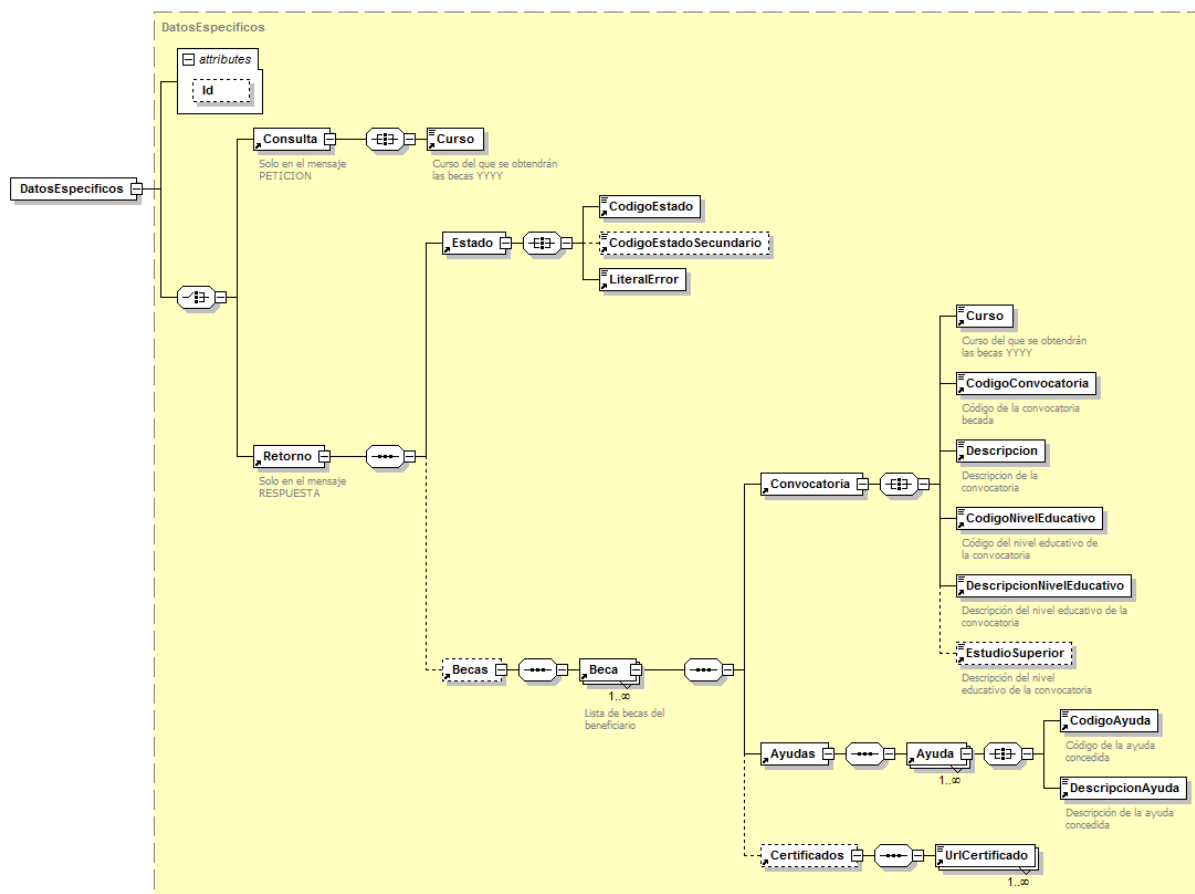 DatosEspecificos
attributes
Id
Consulta
Curso
Solo en el mensaje
PETICION
Curso del que se obtendrán
las becas YYYY
DatosEspecificos
CodigoEstado
Estado
CodigoEstadoSecundario
LiteralError
Curso
Curso del que se obtendrán
las becas YYYY
CodigoConvocatoria
Código de la convocatoria
becada
Retorno
Solo en el mensaje
RESPUESTA
Descripcion
Descripcion de la
convocatoria
Convocatoria
CodigoNivelEducativo
Código del nivel educativo de
la convocatoria
DescripcionNivelEducativo
Descripción del nivel educativo de la
convocatoria
EstudioSuperior
Descripción del nivel
educativo de la convocatoria
Becas
Beca
1..∞
Lista de becas del
beneficiario
CodigoAyuda
Código de la ayuda
concedida
Ayudas
Ayuda
1..∞
DescripcionAyuda
Descripción de la ayuda
concedida
Certificados
UrlCertificado
1..∞